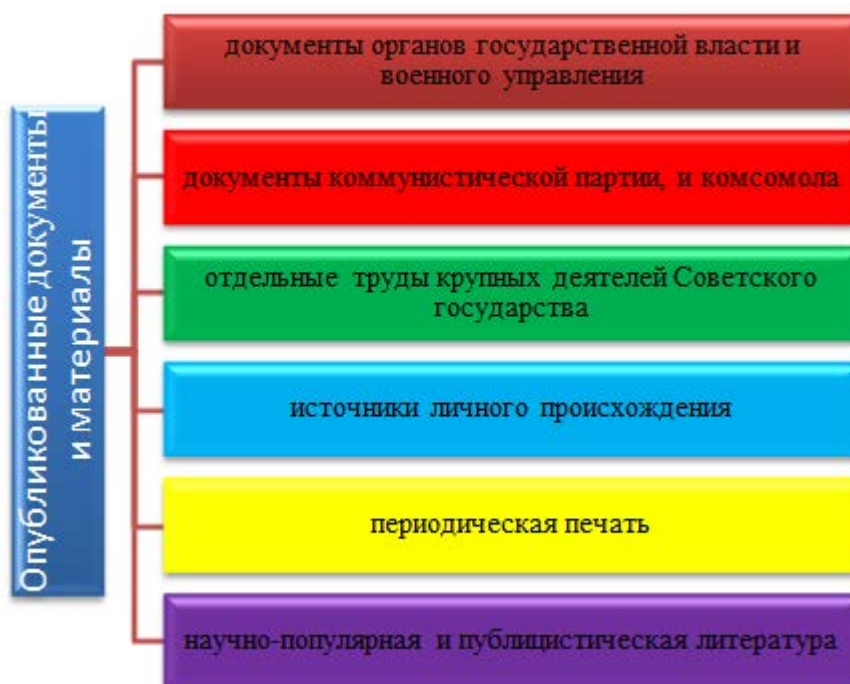 Опубликованные документы
и материалы
документы органов государственной власти и
военного управления
документы коммунистической партии, и комсомола
отдельные труды крупных деятелей Советского
государства
источники личного происхождения
периодическая печать
научно-популярная и публицистическая литература